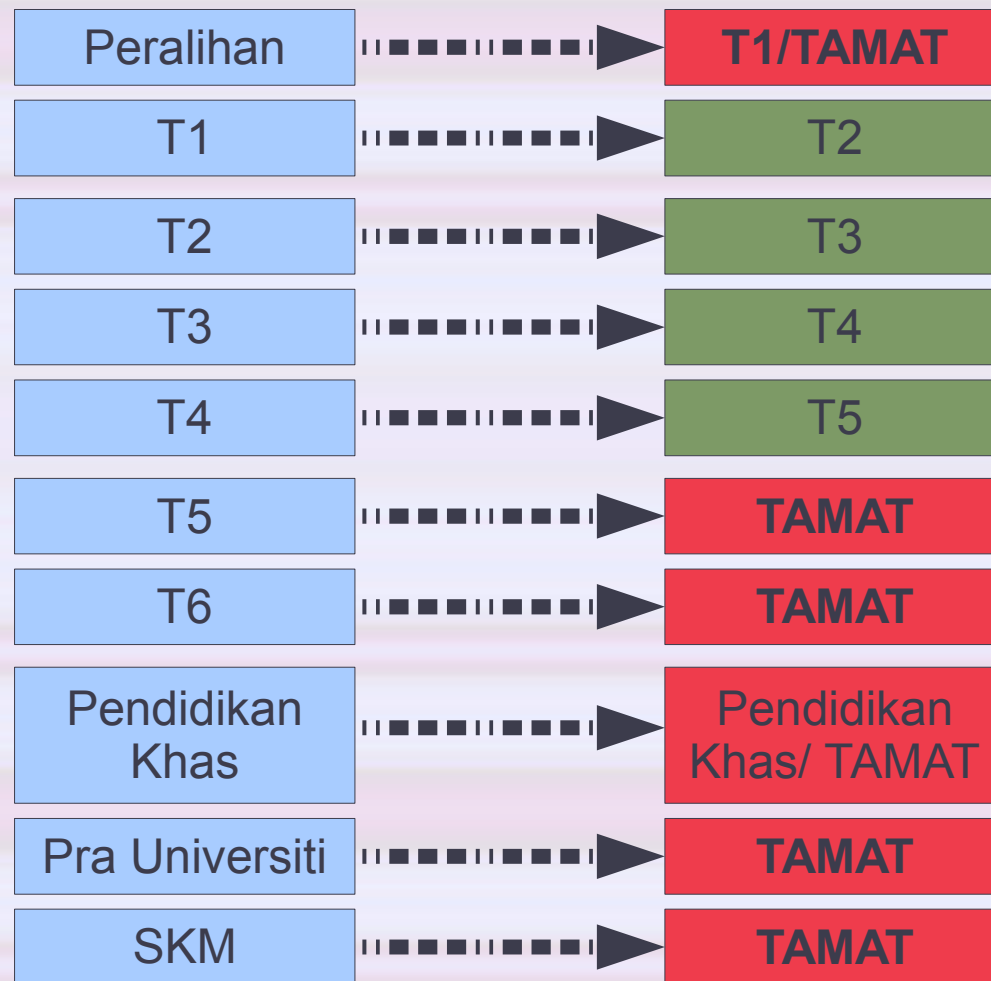 Peralihan T1/TAMAT
T1 T2
T2 T3
T3 T4
T4 T5
T5 TAMAT
T6 TAMAT
Pendidikan
Khas
Pendidikan
Khas/ TAMAT
Pra Universiti TAMAT
SKM TAMAT